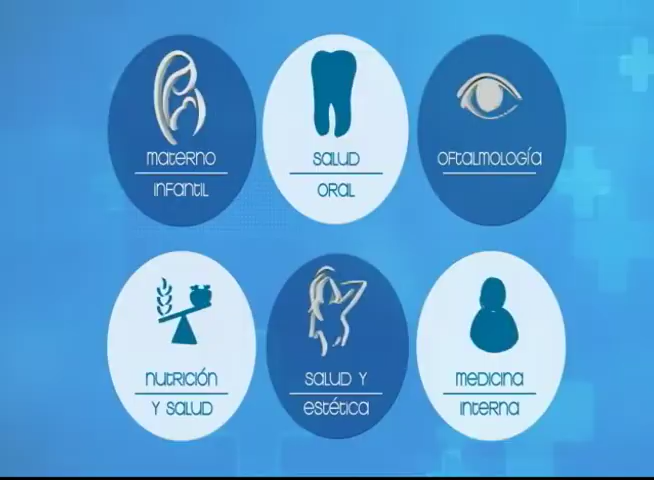 materno
infantil
salud
oral
oftalmología
nutrición
y salud
salud y
estética
medicina
interna